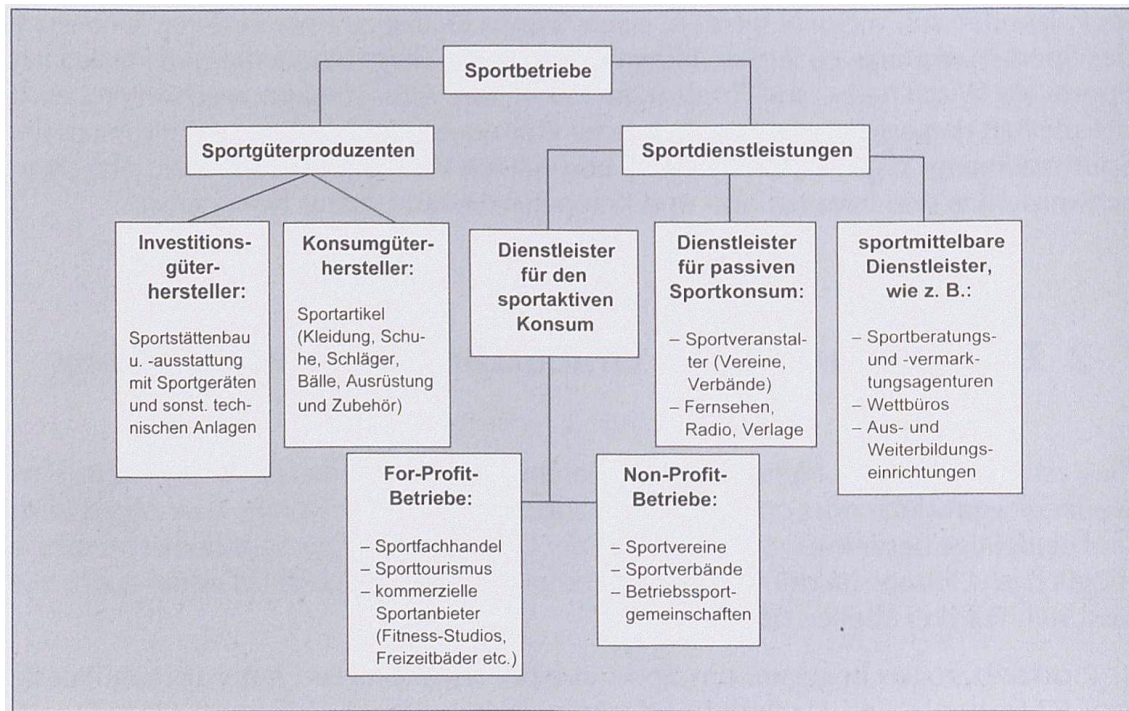 Sportbetriebe
Sportgüterproduzenten
Sportdienstleistungen
Investitions-
güter-
hersteller:
Sportstättenbau
u. -ausstattung
mit Sportgeräten
und sonst. tech-
nischen Anlagen
Konsumgüter-
hersteller:
Sportartikel
(Kleidung, Schu-
he, Schläger,
Bälle, Ausrüstung
und Zubehör)
Dienstleister
für den
sportaktiven
Konsum
Dienstleister
für passiven
Sportkonsum:
– Sportveranstal-
ter (Vereine,
Verbände)
– Fernsehen,
Radio, Verlage
sportmittelbare
Dienstleister,
wie z. B.:
– Sportberatungs-
und -vermark-
tungsagenturen
– Wettbüros
– Aus- und
Weiterbildungs-
einrichtungen
For-Profit-
Betriebe:
– Sportfachhandel
– Sporttourismus
– kommerzielle
Sportanbieter
(Fitness-Studios,
Freizeitbäder etc.)
Non-Profit-
Betriebe:
– Sportvereine
– Sportverbände
– Betriebssport-
gemeinschaften